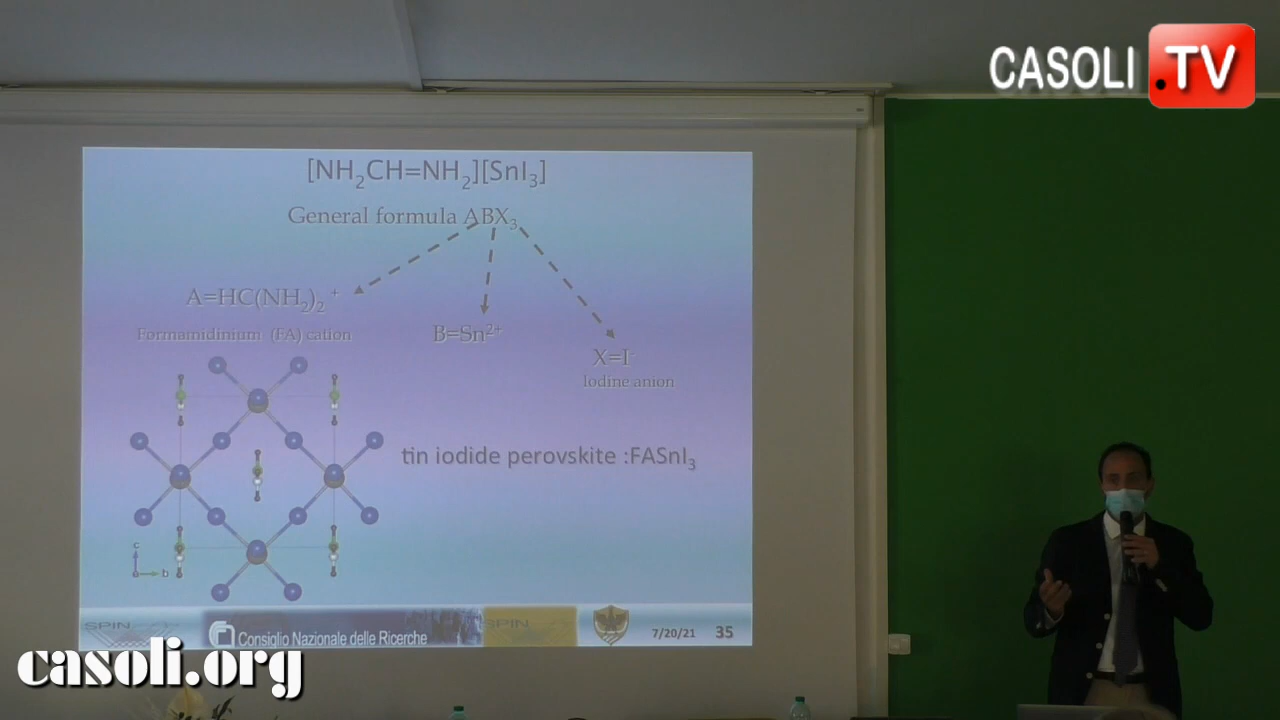 CASOLI.TV
[NH2CH=NH2][SnI3]
General formula ABX3
A=HC(NH2)2 +
Formamidinium (FA) cation
B=Sn2+
X=I-
Iodine anion
tin iodide perovskite :FASnI3
c
b
SPIN
Consiglio Nazionale delle Ricerche
SPIN
7/20/21
35
casoli.org